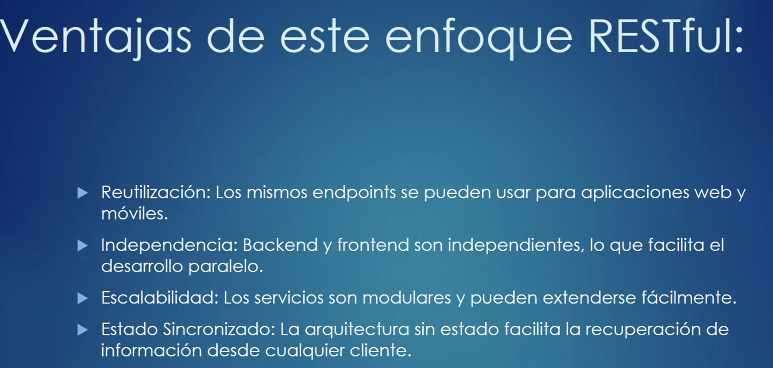 Ventajas de este enfoque RESTful:
Reutilización: Los mismos endpoints se pueden usar para aplicaciones web y
móviles.
Independencia: Backend y frontend son independientes, lo que facilita el
desarrollo paralelo.
Escalabilidad: Los servicios son modulares y pueden extenderse fácilmente.
Estado Sincronizado: La arquitectura sin estado facilita la recuperación de
información desde cualquier cliente.